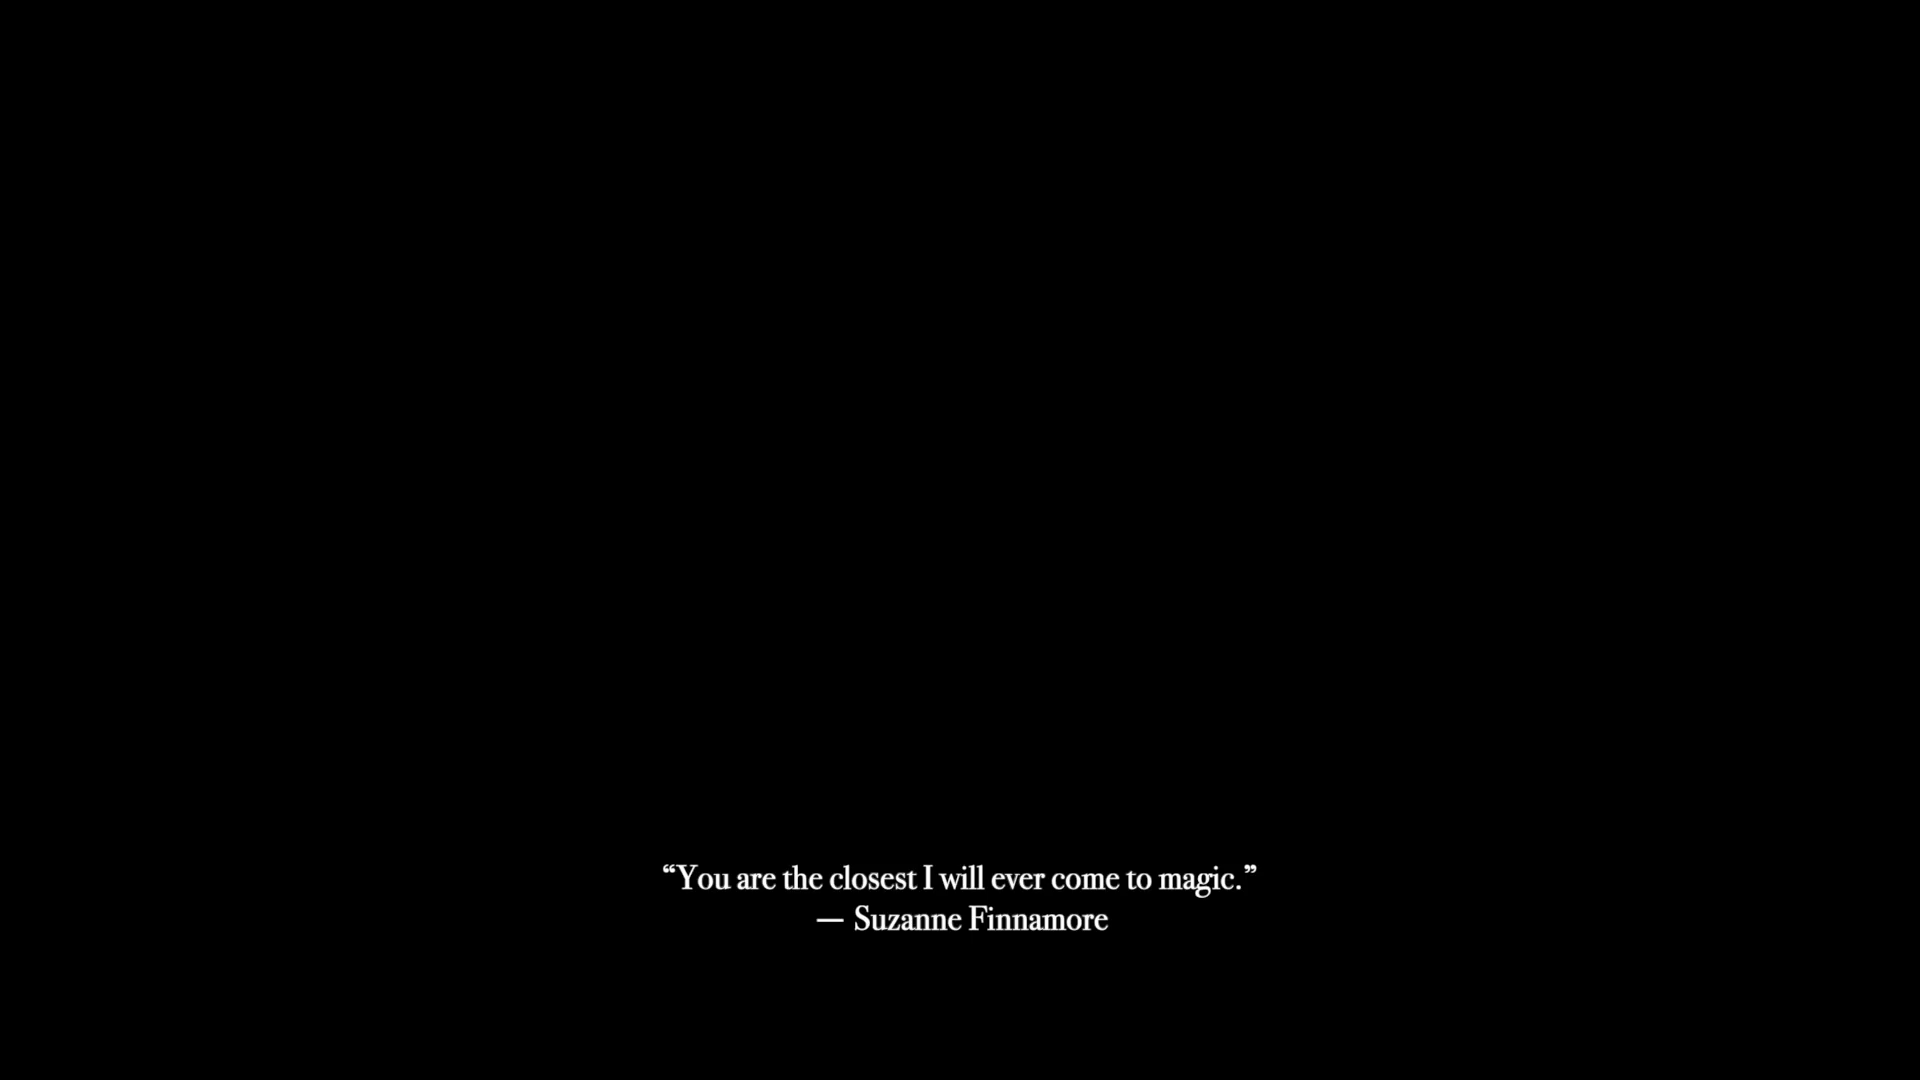 “You are the closest I will ever come to magic.”
— Suzanne Finnamore